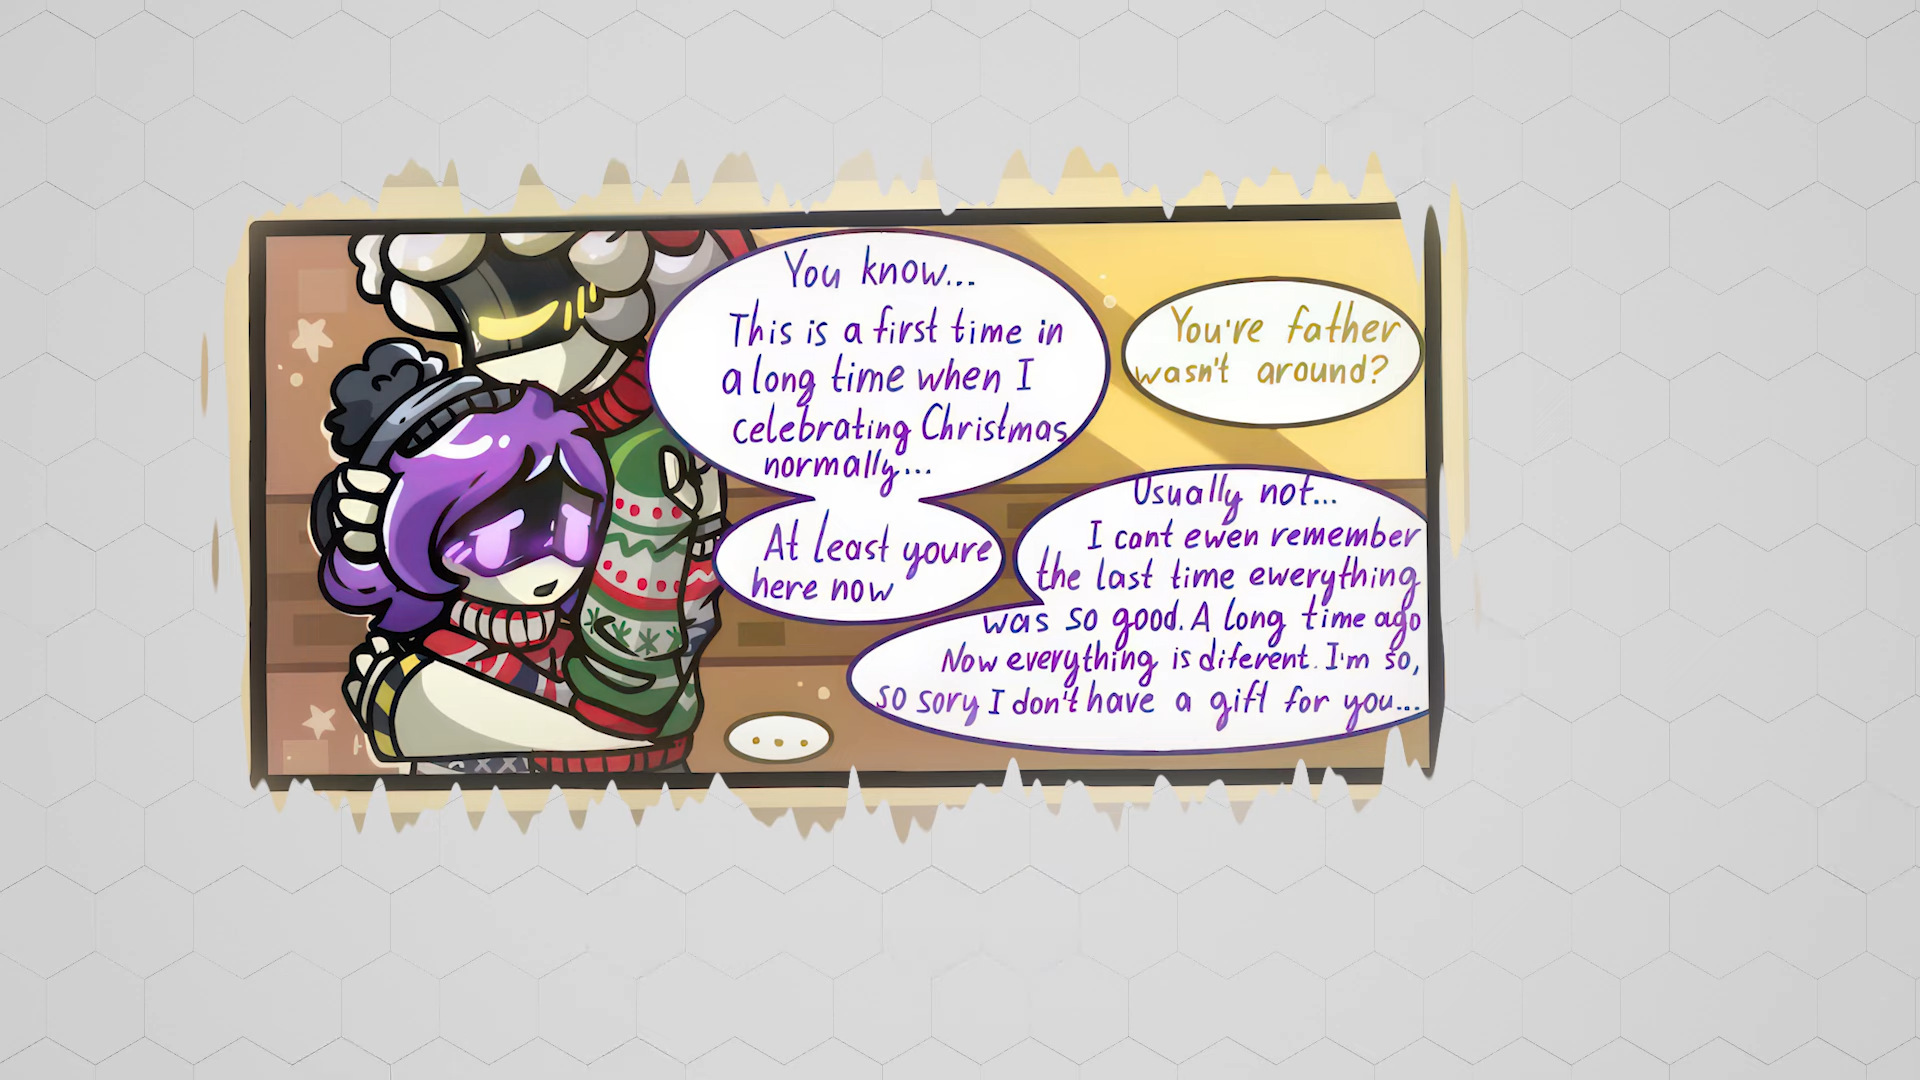 You know...
This is a first time in
a long time when I
celebrating Christmas
normally...
At least youre
here now
You're father
wasn't around?
Usually not...
I cant ewen remember
the last time ewerything
was so good. A long time ago
Now everything is diferent. I'm so,
so sory I don't have a gift for you...
...